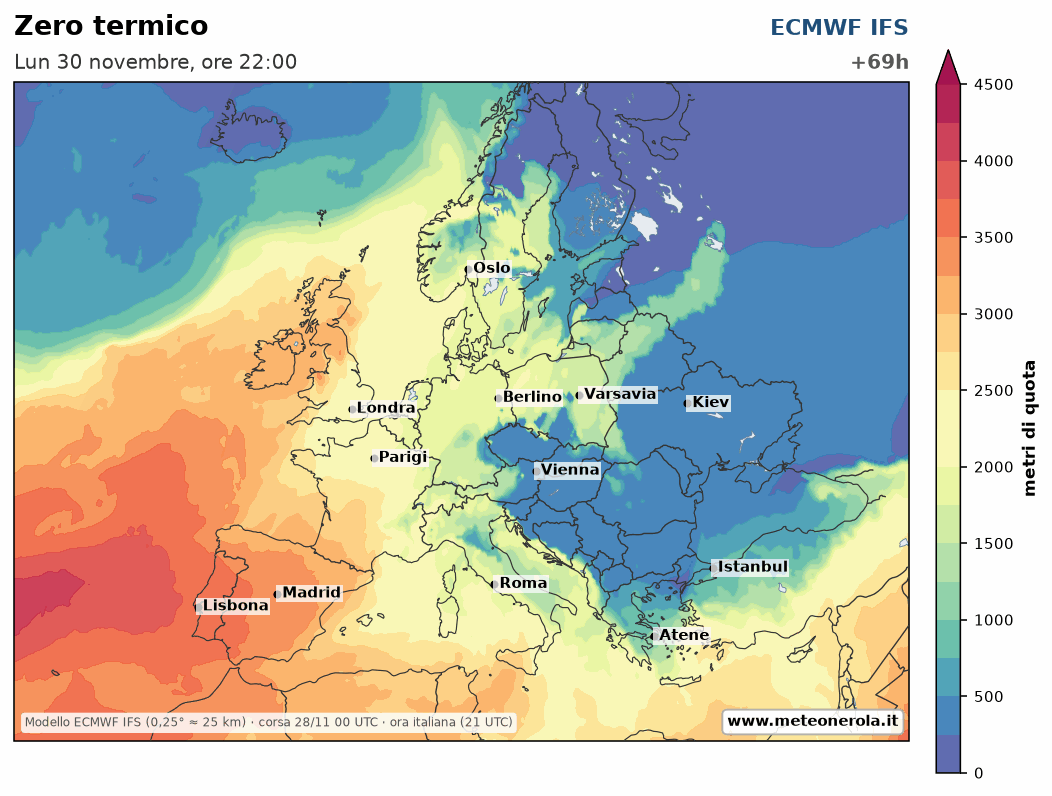 Zero termico
ECMWF IFS
Lun 30 novembre, ore 22:00
+69h
4500
4000
3500
3000
2500
2000
1500
1000
500
0
metri di quota
Oslo
Berlino
Varsavia
Kiev
Londra
Parigi
Vienna
Istanbul
Roma
Madrid
Lisbona
Atene
Modello ECMWF IFS (0,25° ≈ 25 km) · corsa 28/11 00 UTC · ora italiana (21 UTC)
www.meteonerola.it